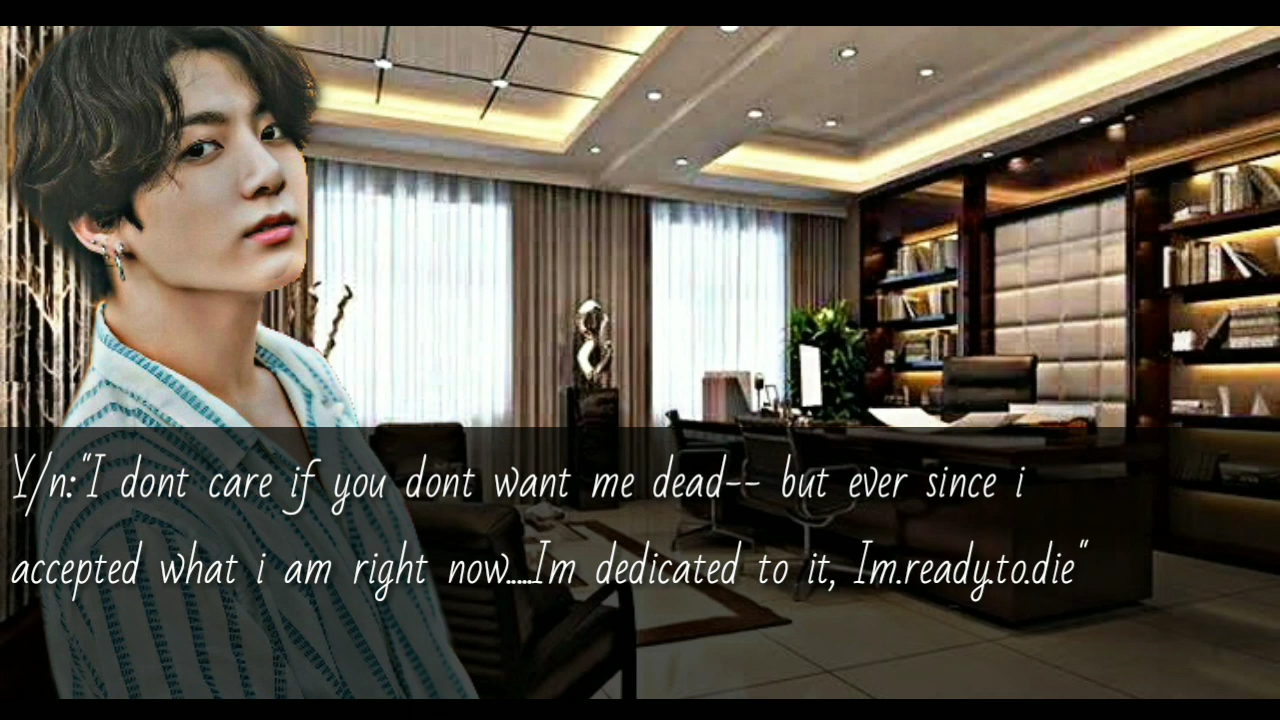 Y/n:"I dont care if you dont want me dead-- but ever since i
accepted what i am right now.....Im dedicated to it, Im.ready.to.die"